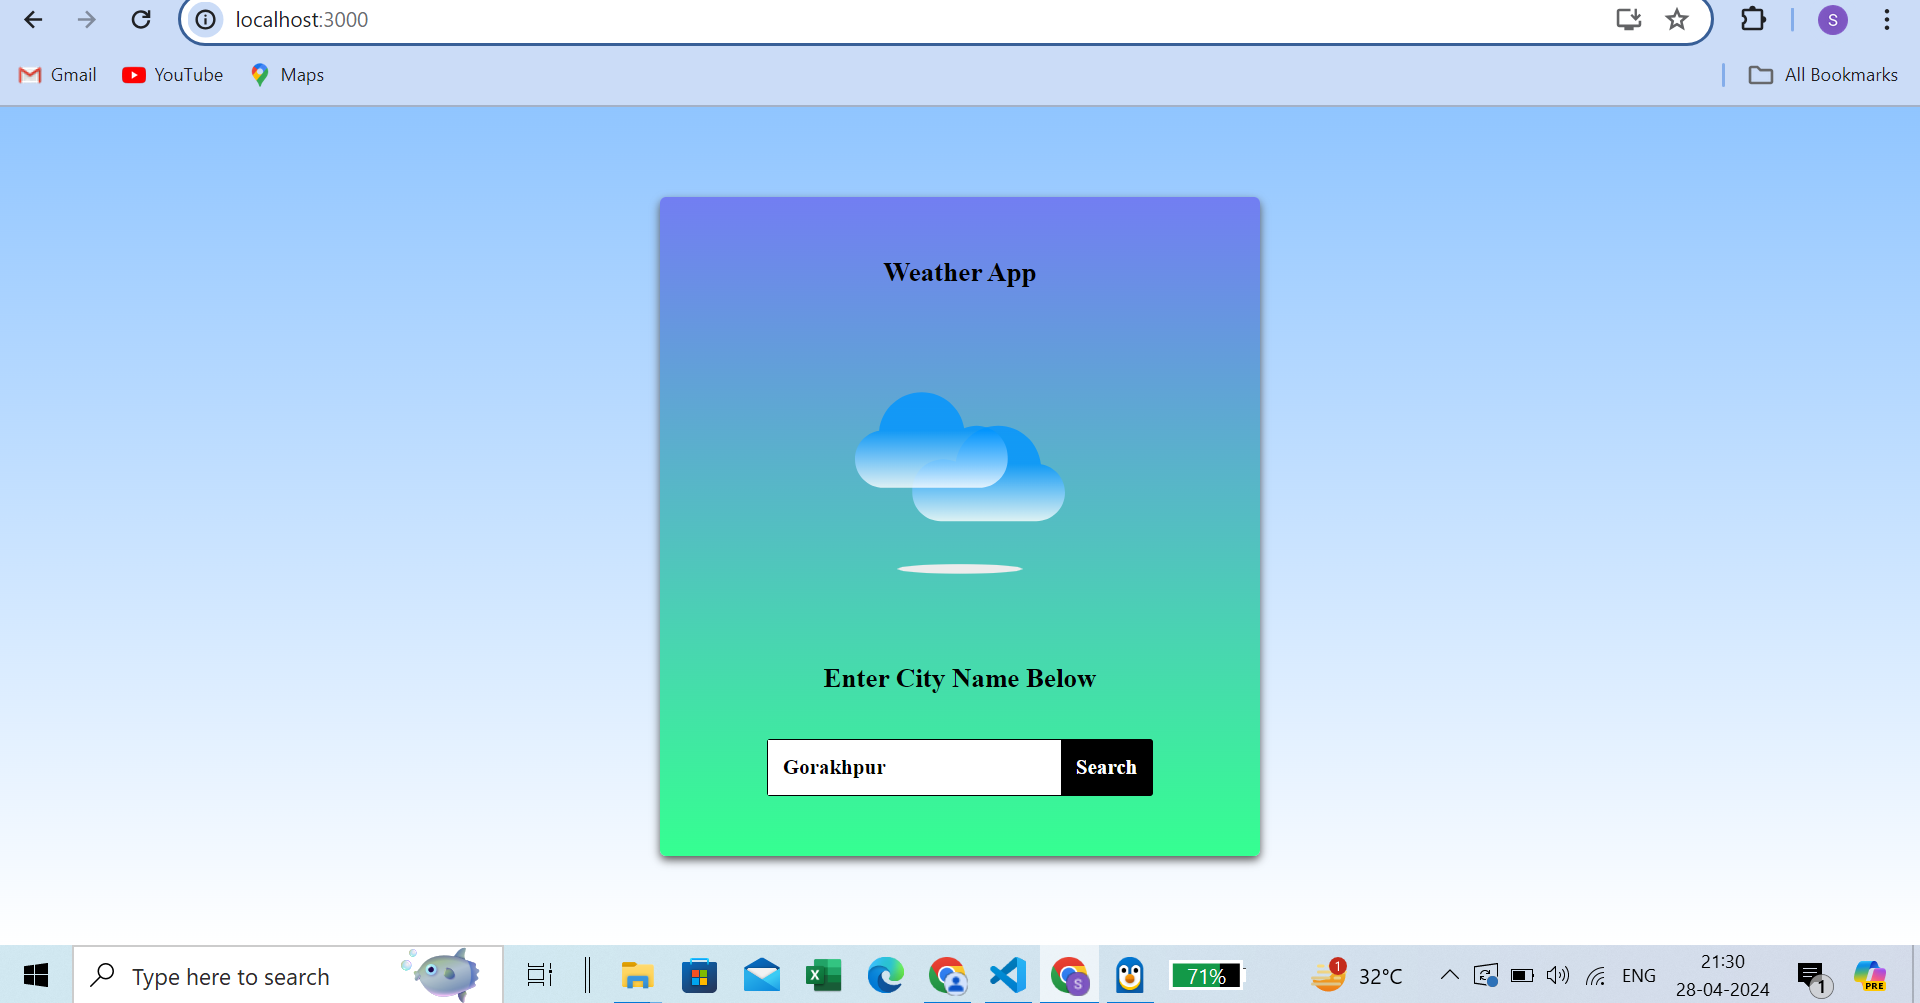 localhost:3000
S
Gmail YouTube Maps All Bookmarks
Weather App
Enter City Name Below
Gorakhpur Search
Type here to search
S
71%
1
32°C
ENG
21:30
28-04-2024
1
PRE